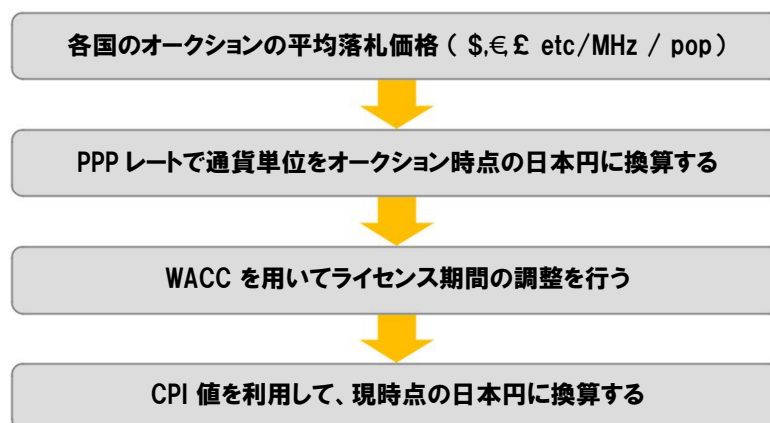 各国のオークションの平均落札価格（ $,€,£ etc/MHz / pop）
PPP レートで通貨単位をオークション時点の日本円に換算する
WACC を用いてライセンス期間の調整を行う
CPI 値を利用して、現時点の日本円に換算する